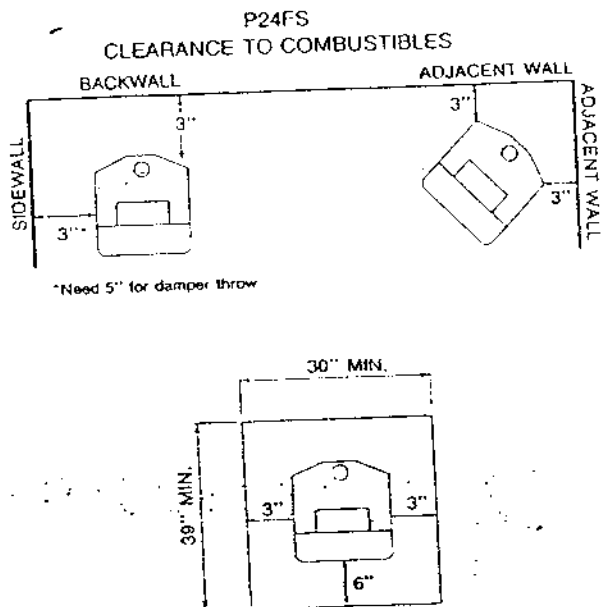 P24FS
CLEARANCE TO COMBUSTIBLES
BACKWALL
ADJACENT WALL
3"
3"
SIDEWALL
ADJACENT WALL
3"*
3"
*Need 5" for damper throw
30" MIN.
39" MIN.
3"
3"
6"